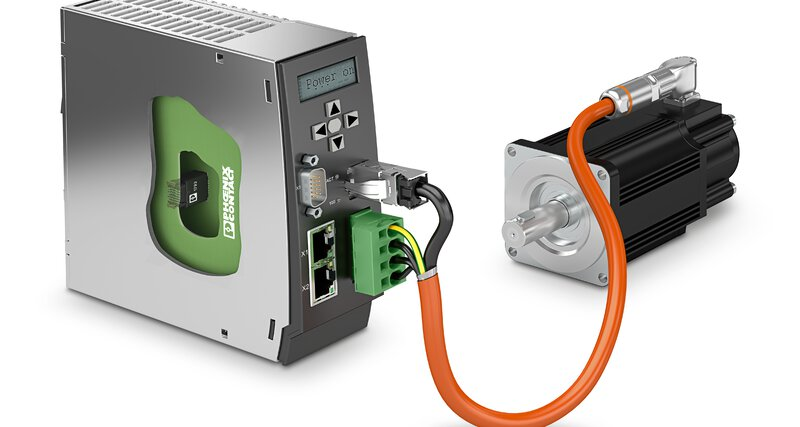 Power on
PHOENIX
CONTACT
X1
X2